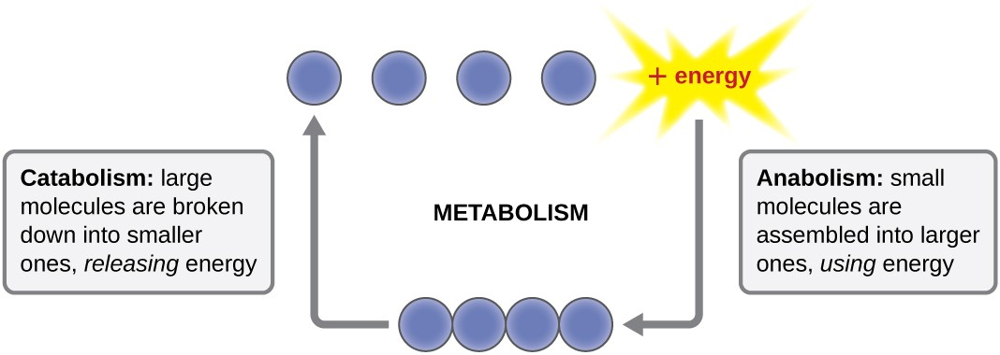 + energy
Catabolism: large
molecules are broken
down into smaller
ones, releasing energy
METABOLISM
Anabolism: small
molecules are
assembled into larger
ones, using energy